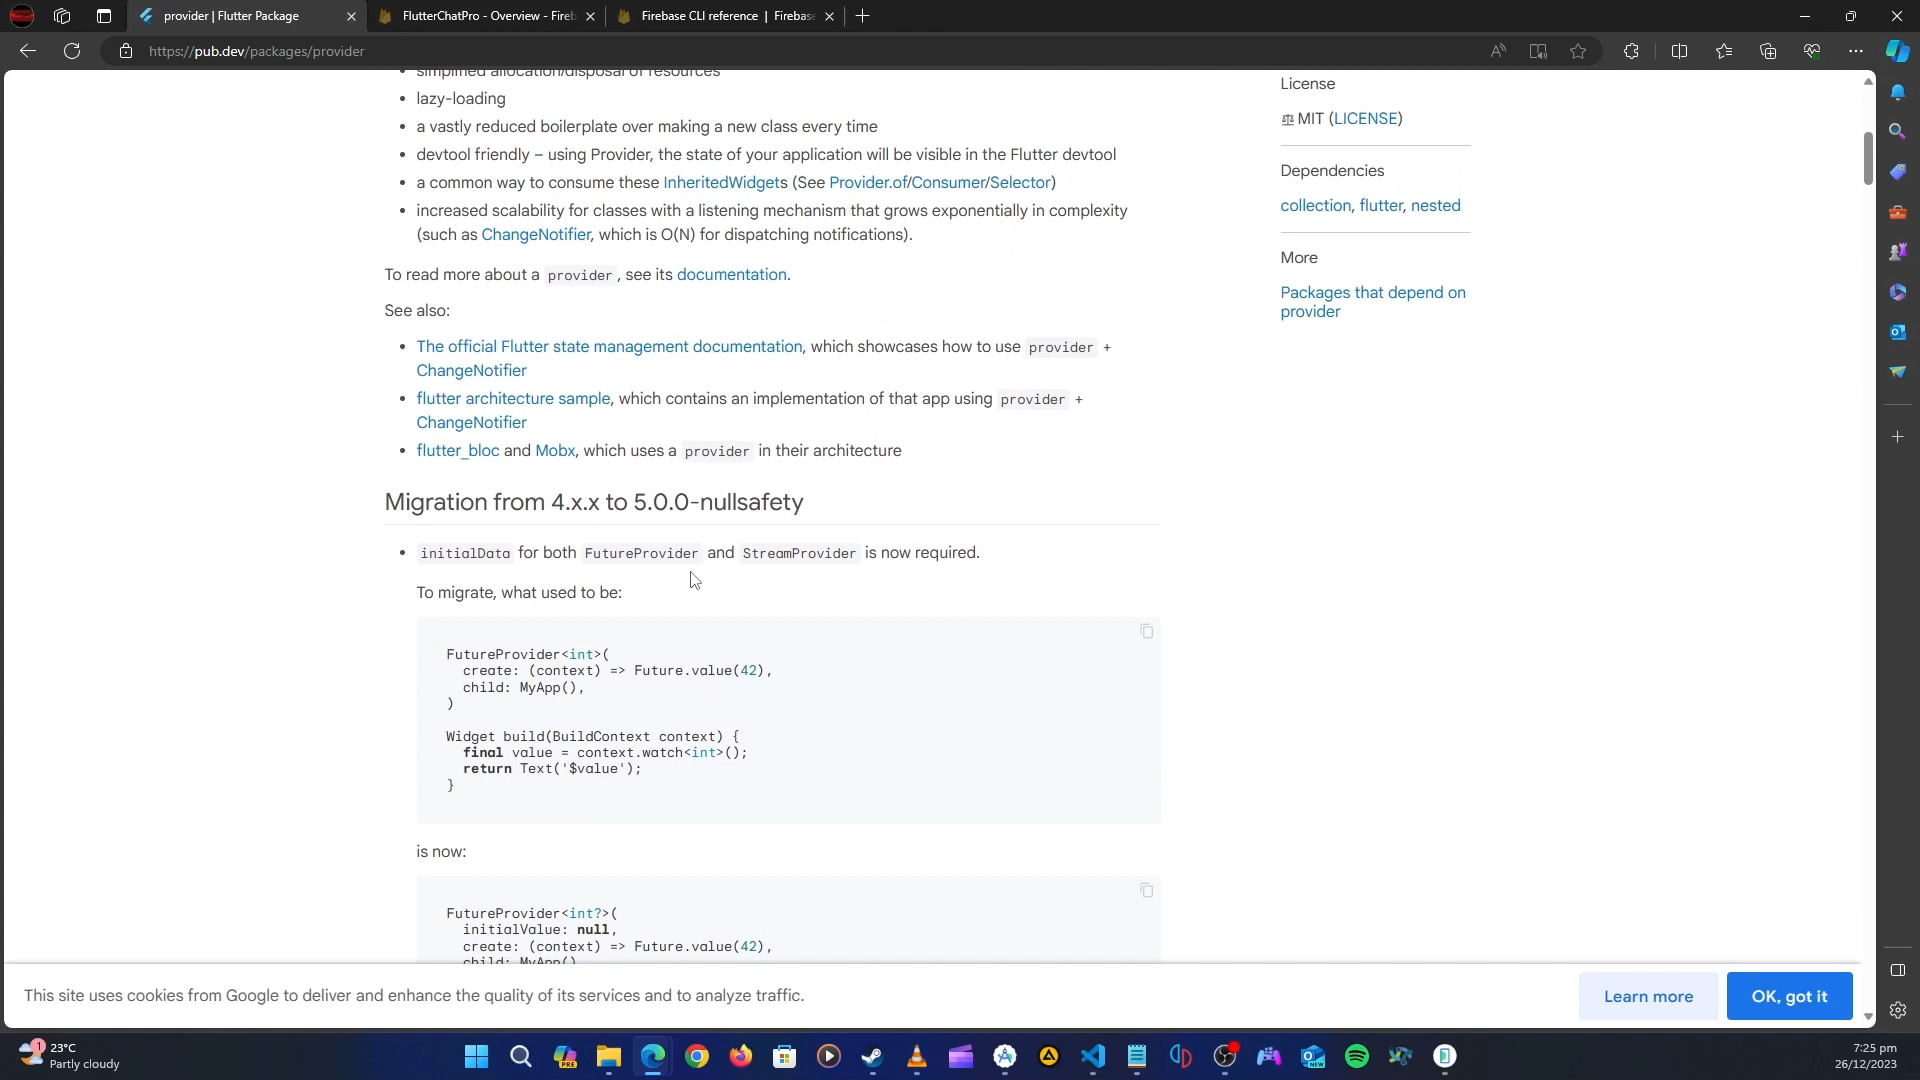 provider | Flutter Package
FlutterChatPro - Overview - Fireb
Firebase CLI reference | Firebase
https://pub.dev/packages/provider
simplified allocation/disposal of resources
lazy-loading
a vastly reduced boilerplate over making a new class every time
devtool friendly – using Provider, the state of your application will be visible in the Flutter devtool
a common way to consume these InheritedWidgets (See Provider.of/Consumer/Selector)
increased scalability for classes with a listening mechanism that grows exponentially in complexity
(such as ChangeNotifier, which is O(N) for dispatching notifications).
To read more about a provider, see its documentation.
See also:
The official Flutter state management documentation, which showcases how to use provider +
ChangeNotifier
flutter architecture sample, which contains an implementation of that app using provider +
ChangeNotifier
flutter_bloc and Mobx, which uses a provider in their architecture
Migration from 4.x.x to 5.0.0-nullsafety
initialData for both FutureProvider and StreamProvider is now required.
To migrate, what used to be:
FutureProvider<int>(
create: (context) => Future.value(42),
child: MyApp(),
)
Widget build(BuildContext context) {
final value = context.watch<int>();
return Text('$value');
}
is now:
FutureProvider<int?>(
initialValue: null,
create: (context) => Future.value(42),
child: MyApp()
License
MIT (LICENSE)
Dependencies
collection, flutter, nested
More
Packages that depend on
provider
This site uses cookies from Google to deliver and enhance the quality of its services and to analyze traffic.
Learn more
OK, got it
1
23°C
Partly cloudy
PRE
NEW
7:25 pm
26/12/2023